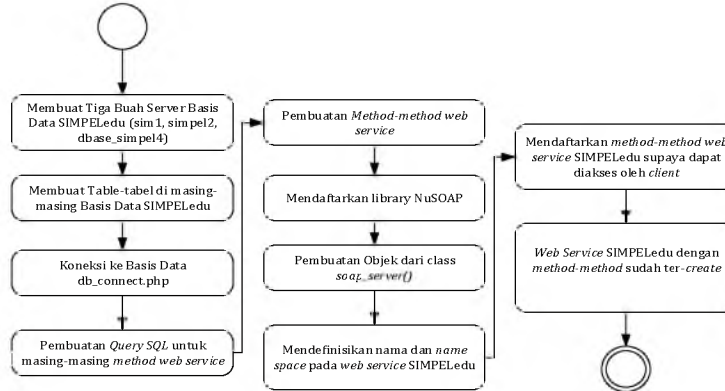 Membuat Tiga Buah Server Basis
Data SIMPELedu (sim1, simpel2,
dbase_simpel4)
Membuat Table-tabel di masing-
masing Basis Data SIMPELedu
Koneksi ke Basis Data
db_connect.php
Pembuatan Query SQL untuk
masing-masing method web service
Pembuatan Method-method web
service
Mendaftarkan library NuSOAP
Pembuatan Objek dari class
soap_server()
Mendefinisikan nama dan name
space pada web service SIMPELedu
Mendaftarkan method-method web
service SIMPELedu supaya dapat
diakses oleh client
Web Service SIMPELedu dengan
method-method sudah ter-create